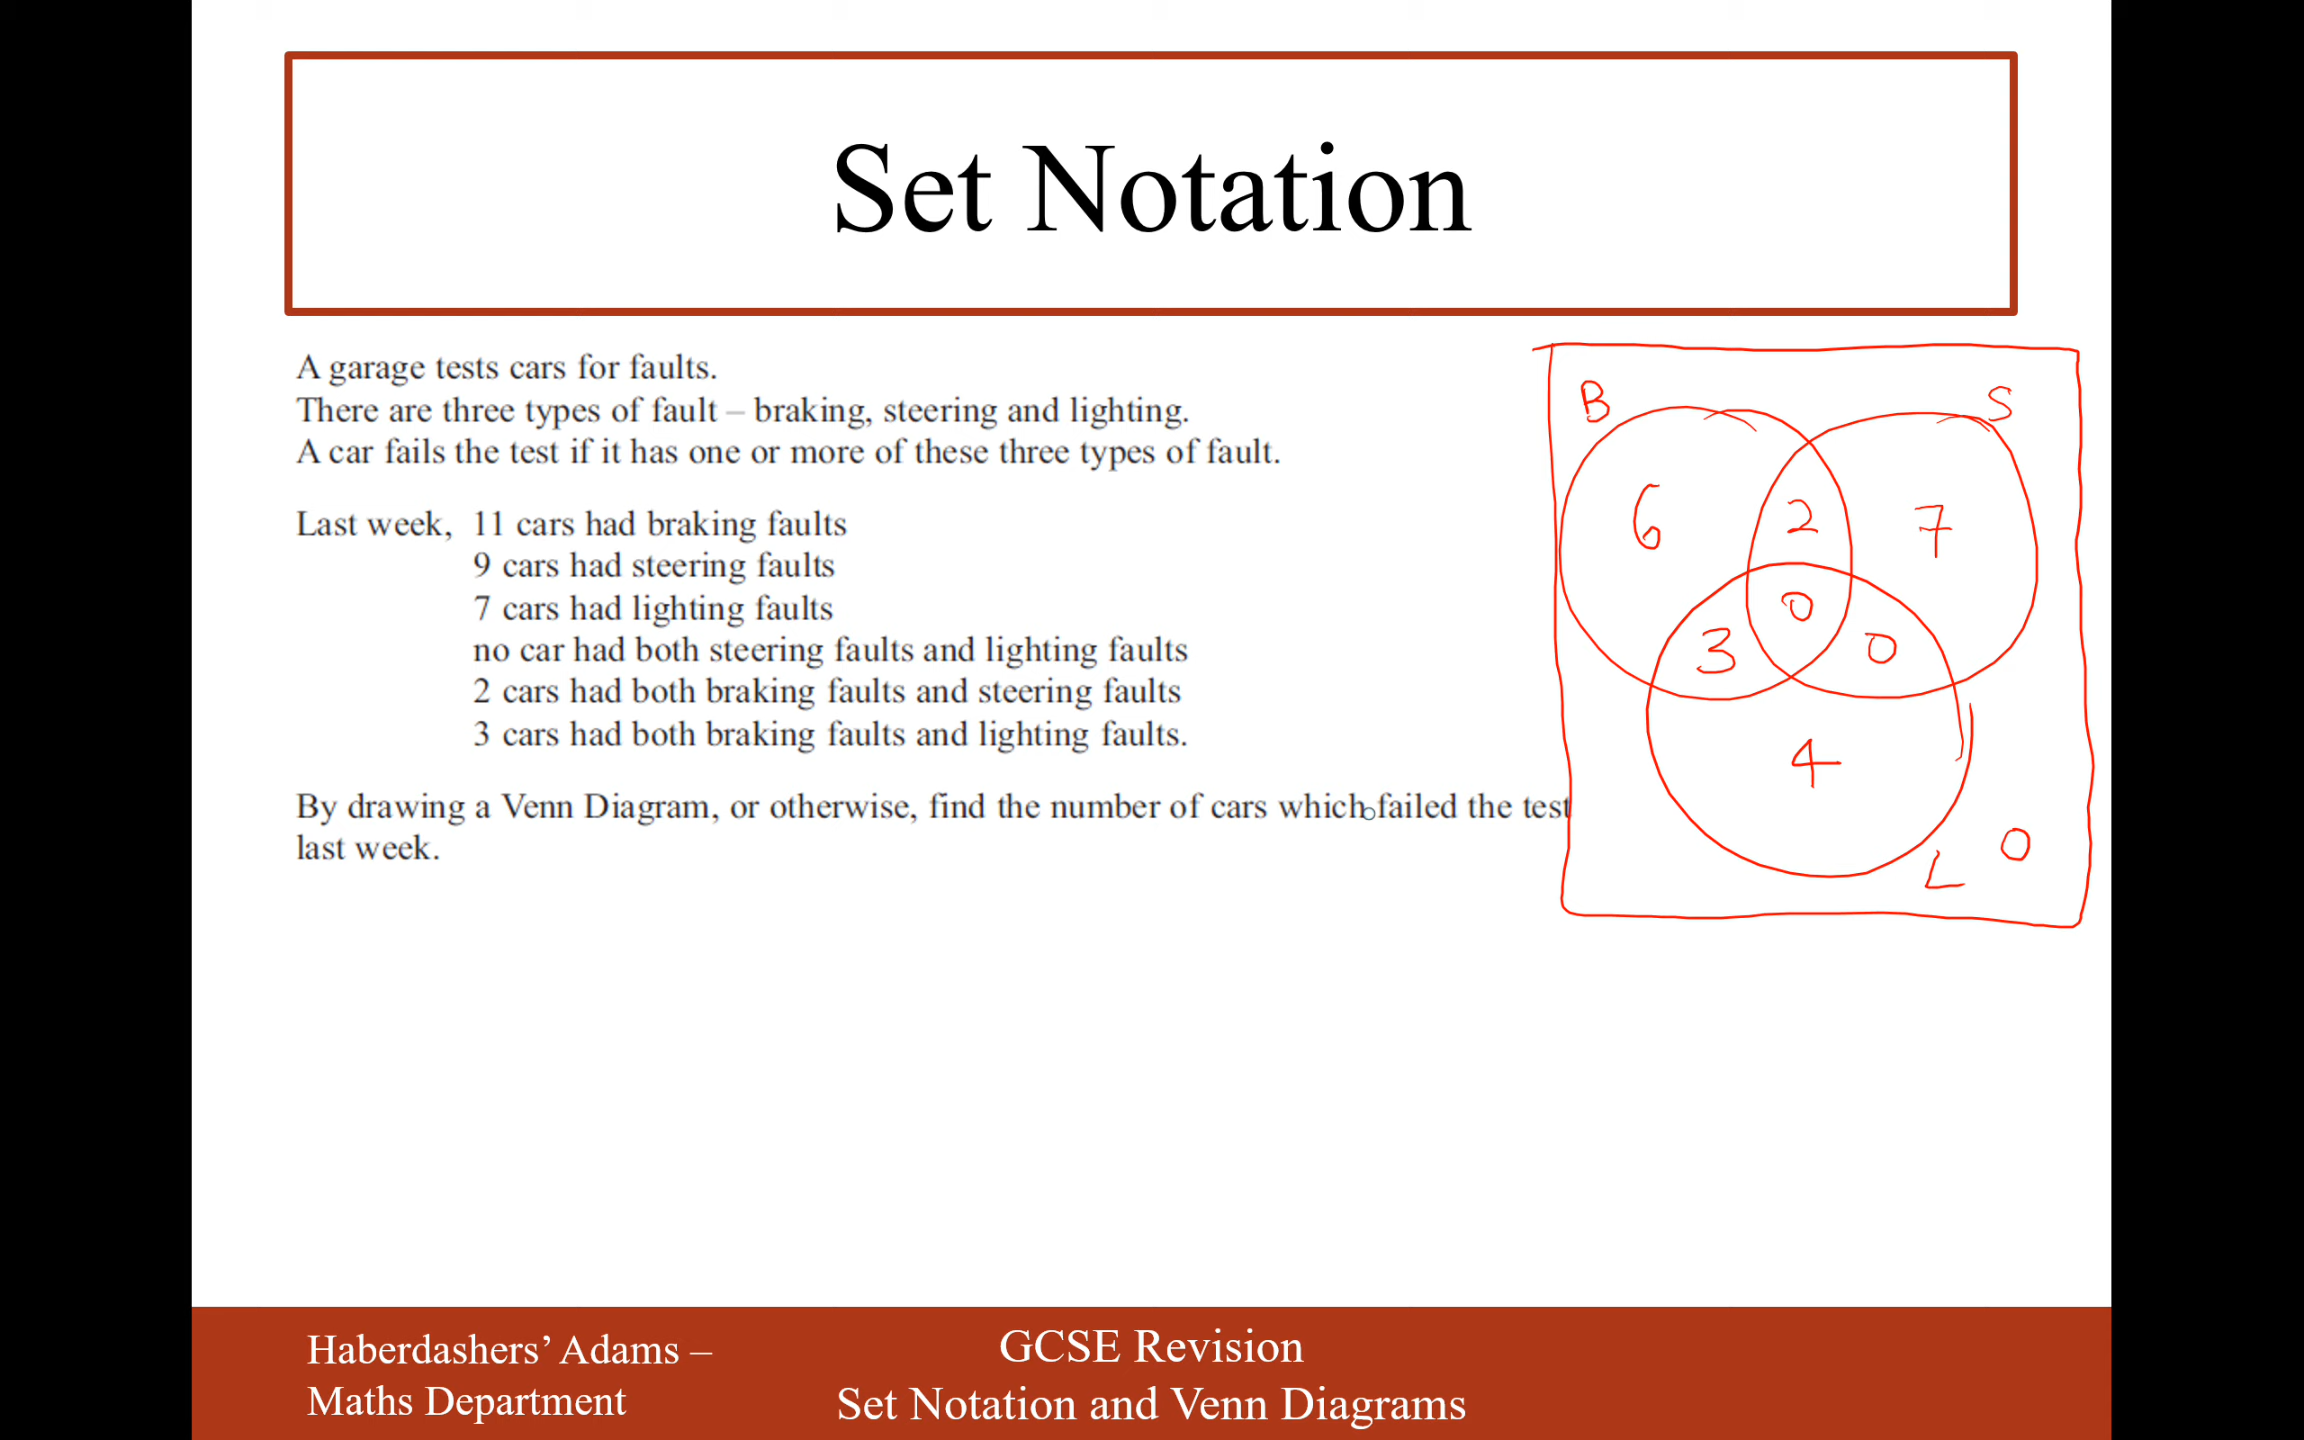 Set Notation
A garage tests cars for faults.
There are three types of fault – braking, steering and lighting.
A car fails the test if it has one or more of these three types of fault.
Last week, 11 cars had braking faults
9 cars had steering faults
7 cars had lighting faults
no car had both steering faults and lighting faults
2 cars had both braking faults and steering faults
3 cars had both braking faults and lighting faults.
By drawing a Venn Diagram, or otherwise, find the number of cars which failed the test
last week.
B
S
6
2
7
0
3
0
4
0
L
Haberdashers’ Adams –
Maths Department
GCSE Revision
Set Notation and Venn Diagrams